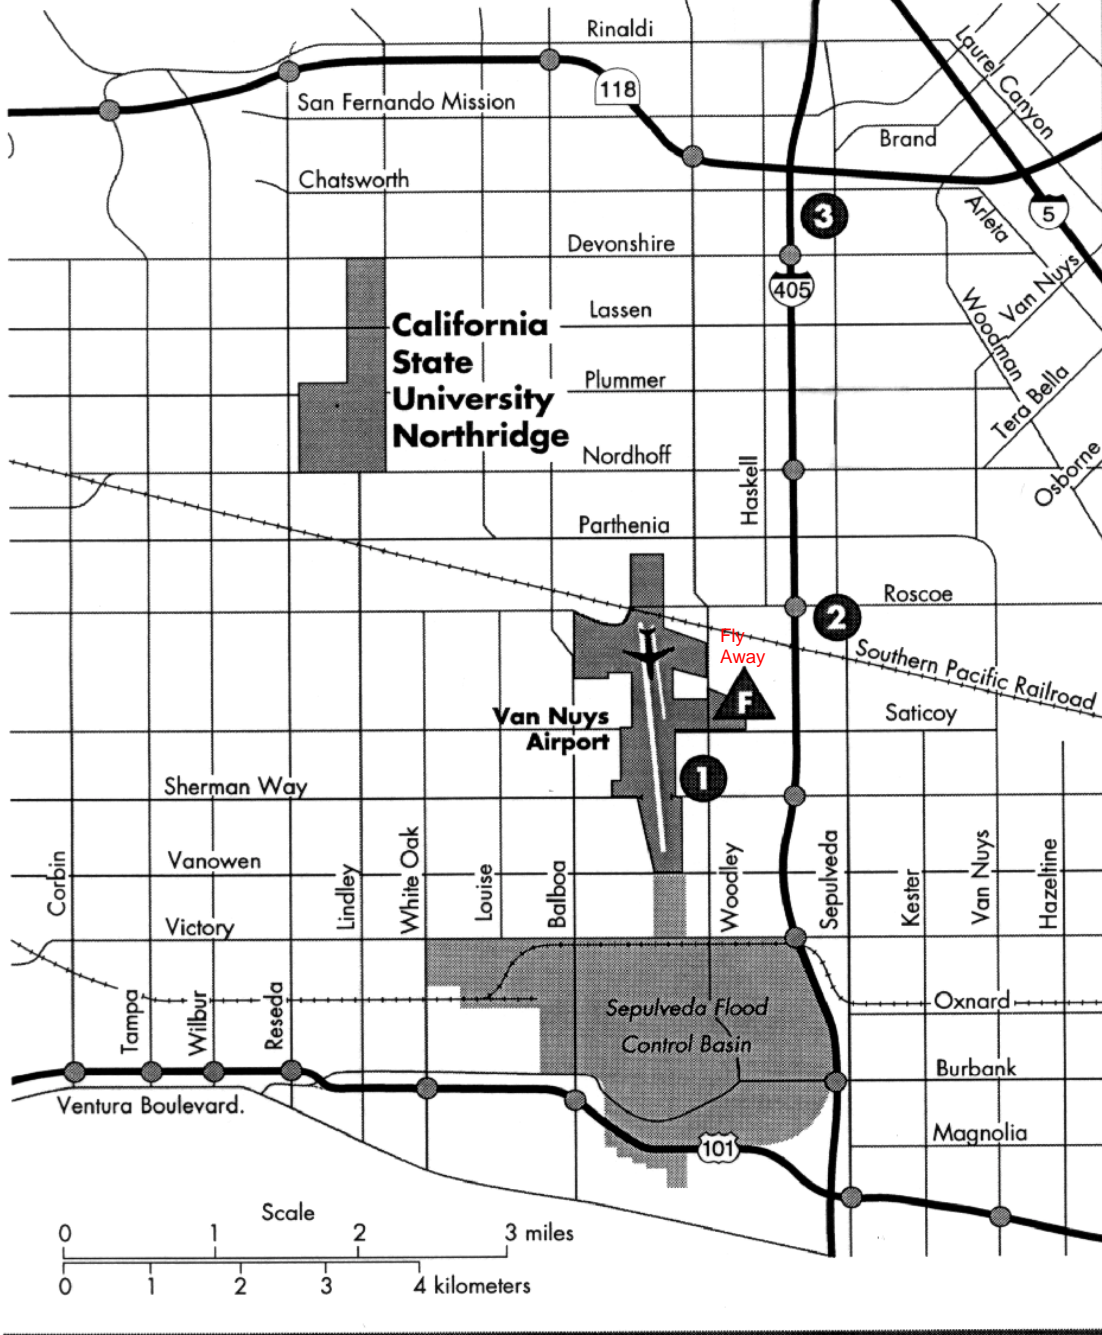 Rinaldi
Laurel Canyon
118
San Fernando Mission
Brand
Chatsworth
3
5
Arleta
Devonshire
405
Van Nuys
Lassen
Woodman
California
State
University
Northridge
Plummer
Tera Bella
Nordhoff
Haskell
Osborne
Parthenia
Roscoe
2
Fly
Away
Southern Pacific Railroad
F
Van Nuys
Airport
Saticoy
1
Sherman Way
Corbin
Vanowen
Lindley
White Oak
Louise
Balboa
Woodley
Sepulveda
Kester
Van Nuys
Hazeltine
Victory
Tampa
Wilbur
Reseda
Sepulveda Flood
Control Basin
Oxnard
Burbank
Ventura Boulevard.
Magnolia
101
Scale
0 1 2 3 miles
0 1 2 3 4 kilometers